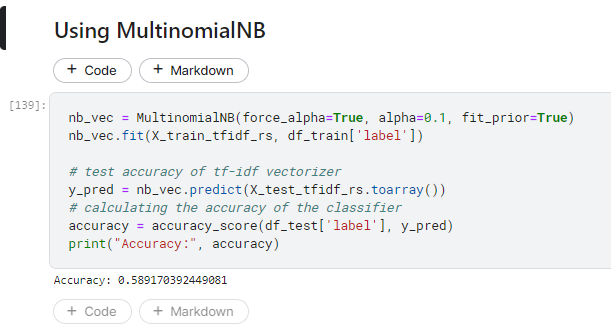 Using MultinomialNB
+ Code + Markdown
[139]:
nb_vec = MultinomialNB(force_alpha=True, alpha=0.1, fit_prior=True)
nb_vec.fit(X_train_tfidf_rs, df_train['label'])
# test accuracy of tf-idf vectorizer
y_pred = nb_vec.predict(X_test_tfidf_rs.toarray())
# calculating the accuracy of the classifier
accuracy = accuracy_score(df_test['label'], y_pred)
print("Accuracy:", accuracy)
Accuracy: 0.589170392449081
+ Code + Markdown